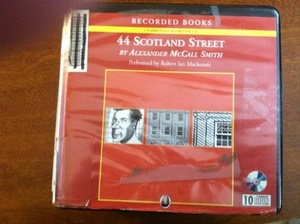 RECORDED BOOKS
44 SCOTLAND STREET
BY ALEXANDER MCCALL SMITH
Performed by Robert Ian Mackenzie
10